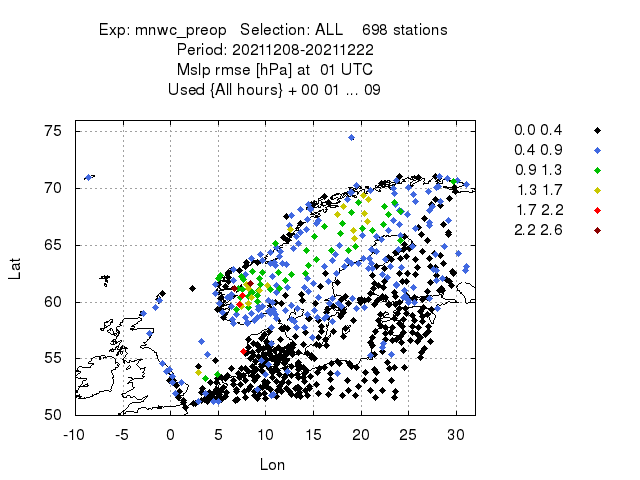 Exp: mnwc_preop   Selection: ALL    698 stations
Period: 20211208-20211222
Mslp rmse [hPa] at  01 UTC
Used {All hours} + 00 01 ... 09
75
70
65
60
55
50
Lat
-10 -5 0 5 10 15 20 25 30
Lon
0.0 0.4
0.4 0.9
0.9 1.3
1.3 1.7
1.7 2.2
2.2 2.6